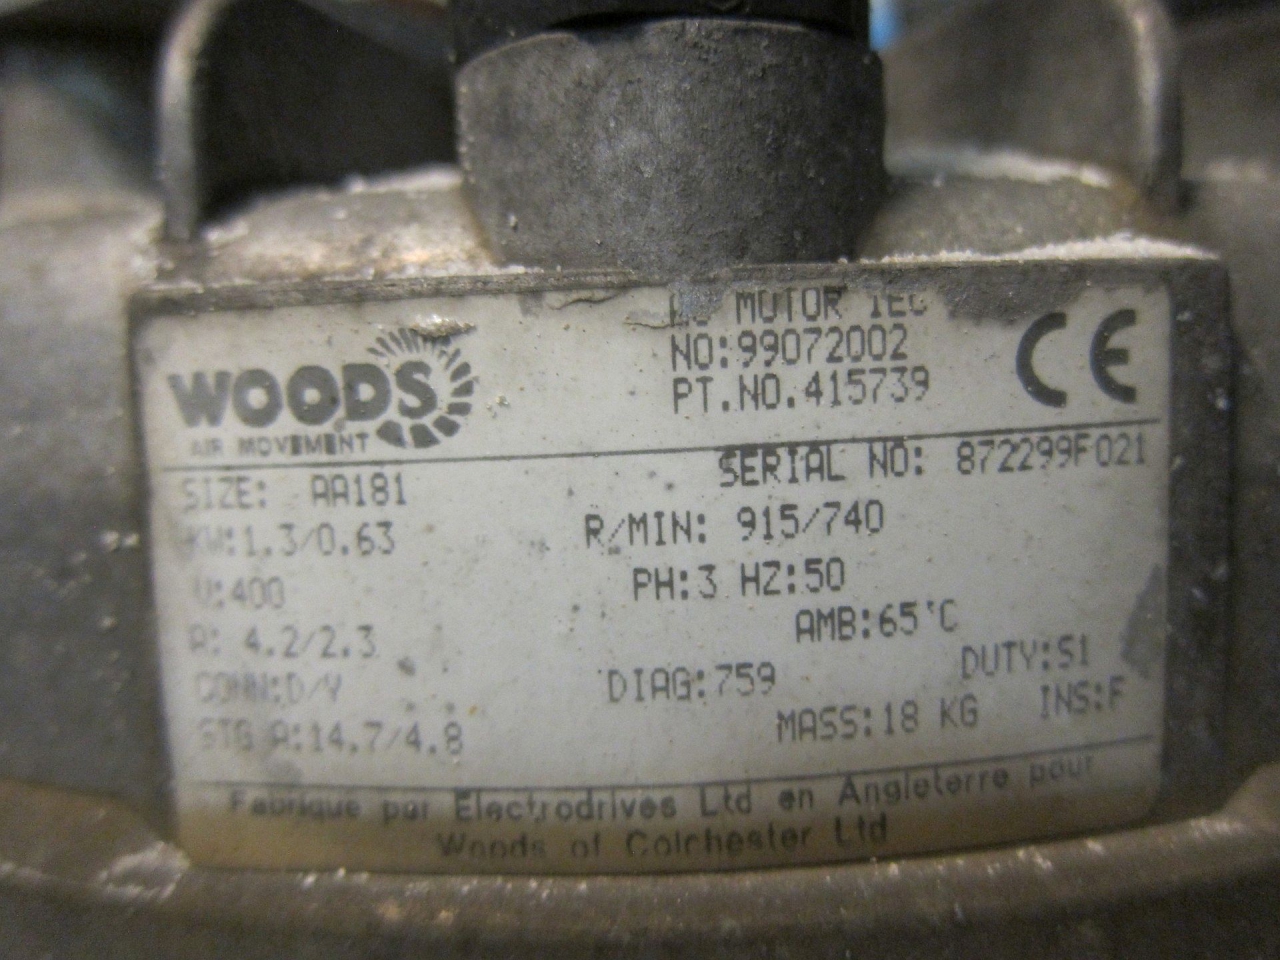 MOTOR IEC
NO:99072002
PT.NO.415739
CE
WOODS
AIR MOVEMENT
SERIAL NO: 872299F021
SIZE: AA181
KW:1.3/0.63 R/MIN: 915/740
V:400 PH:3 HZ:50
AMB:65°C
A: 4.2/2.3
CONN:D/Y DIAG:759 DUTY:S1
STG A:14.7/4.8 MASS:18 KG INS:F
Fabrique par Electrodrives Ltd en Angleterre pour
Woods of Colchester Ltd